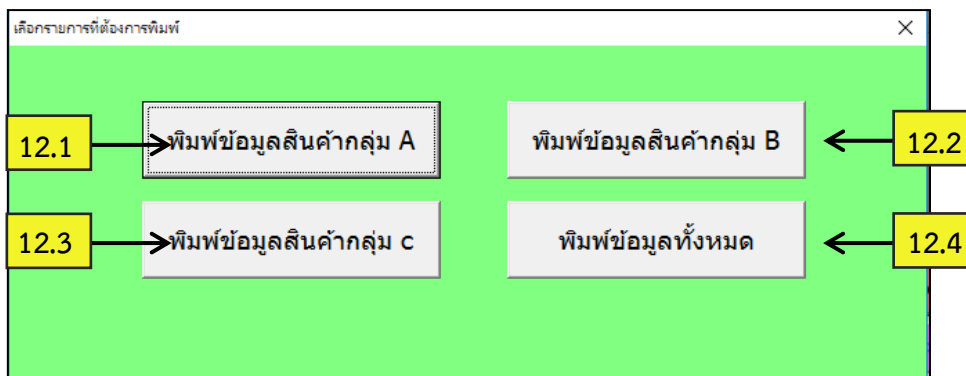 เลือกรายการที่ต้องการพิมพ์
12.1
พิมพ์ข้อมูลสินค้ากลุ่ม A
พิมพ์ข้อมูลสินค้ากลุ่ม B
12.2
12.3
พิมพ์ข้อมูลสินค้ากลุ่ม c
พิมพ์ข้อมูลทั้งหมด
12.4